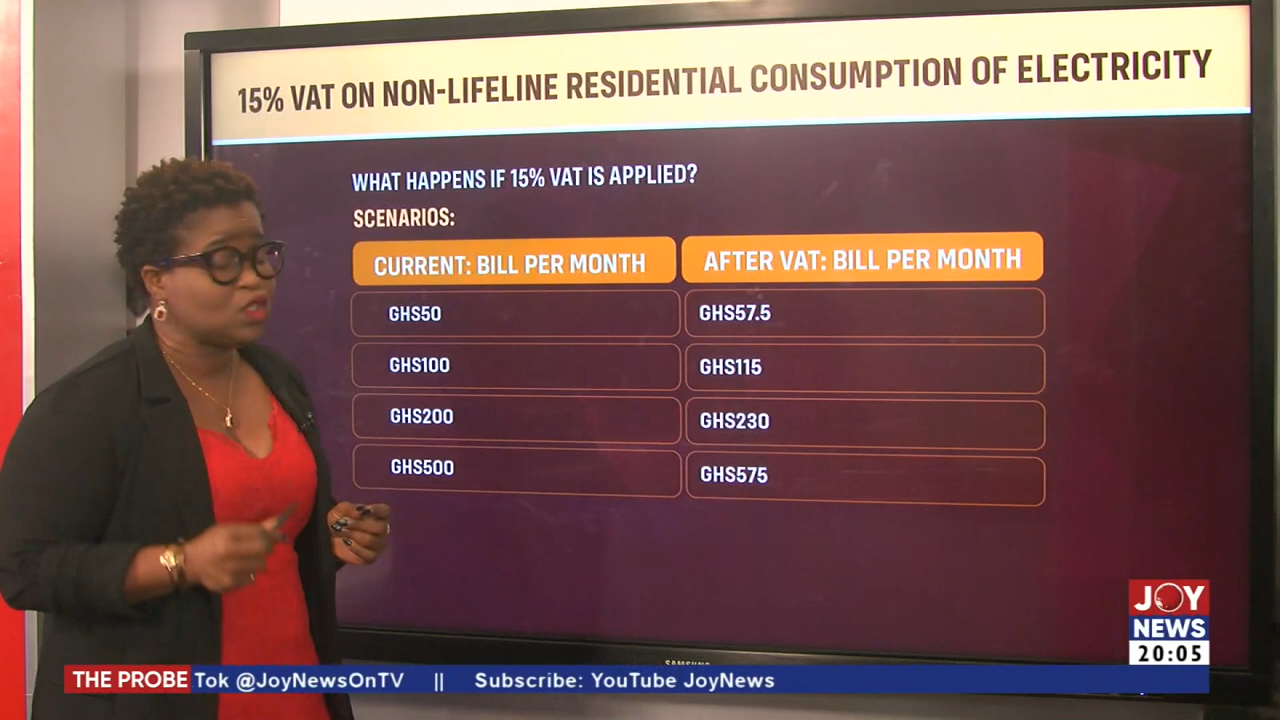 15% VAT ON NON-LIFELINE RESIDENTIAL CONSUMPTION OF ELECTRICITY
WHAT HAPPENS IF 15% VAT IS APPLIED?
SCENARIOS:
CURRENT: BILL PER MONTH AFTER VAT: BILL PER MONTH
GHS50 GHS57.5
GHS100 GHS115
GHS200 GHS230
GHS500 GHS575
JOY
NEWS
20:05
SAMSUNG
THE PROBE Tok @JoyNewsOnTV || Subscribe: YouTube JoyNews